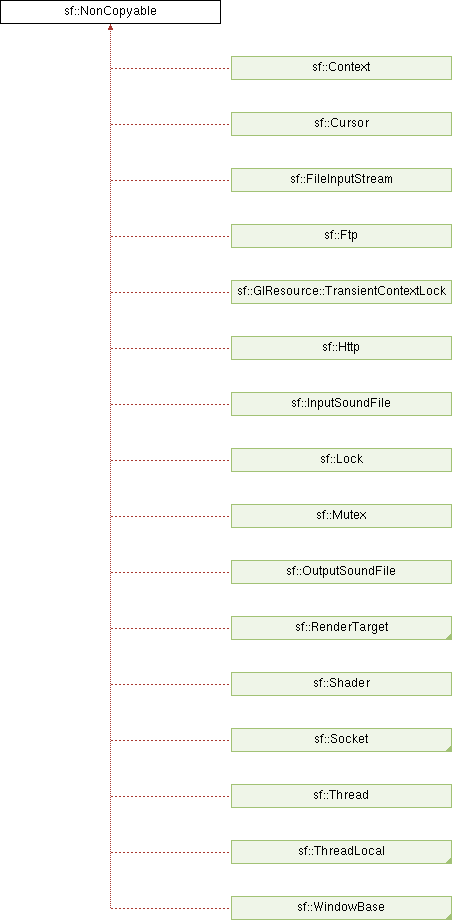 sf::NonCopyable
sf::Context
sf::Cursor
sf::FileInputStream
sf::Ftp
sf::GlResource::TransientContextLock
sf::Http
sf::InputSoundFile
sf::Lock
sf::Mutex
sf::OutputSoundFile
sf::RenderTarget
sf::Shader
sf::Socket
sf::Thread
sf::ThreadLocal
sf::WindowBase